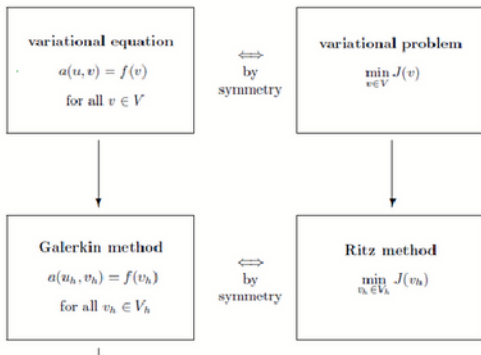 variational equation
a(u, v) = f(v)
for all v ∈ V
⇐⇒
by
symmetry
variational problem
min J(v)
v∈V
Galerkin method
a(u_h, v_h) = f(v_h)
for all v_h ∈ V_h
⇐⇒
by
symmetry
Ritz method
min J(v_h)
v_h∈V_h